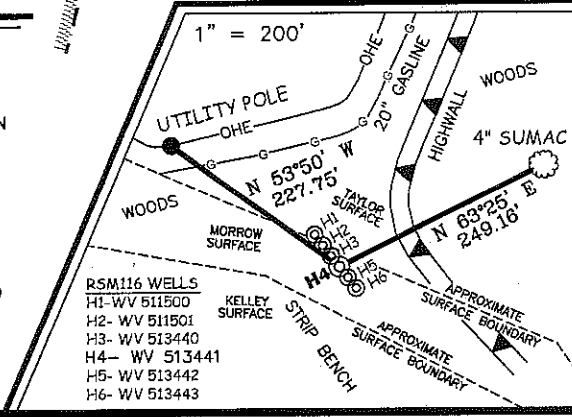 1" = 200'
N
UTILITY POLE
OHE
OHE
G
G
G
G
G
20" GASLINE
HIGHWALL
WOODS
4" SUMAC
N 53°50' W
227.75'
WOODS
TAYLOR
SURFACE
MORROW
SURFACE
H1
H2
H3
H4
H5
H6
N 63°25' E
249.16'
APPROXIMATE
SURFACE BOUNDARY
KELLEY
SURFACE
STRIP BENCH
APPROXIMATE
SURFACE BOUNDARY
RSM116 WELLS
H1-WV 511500
H2- WV 511501
H3- WV 513440
H4- WV 513441
H5- WV 513442
H6- WV 513443